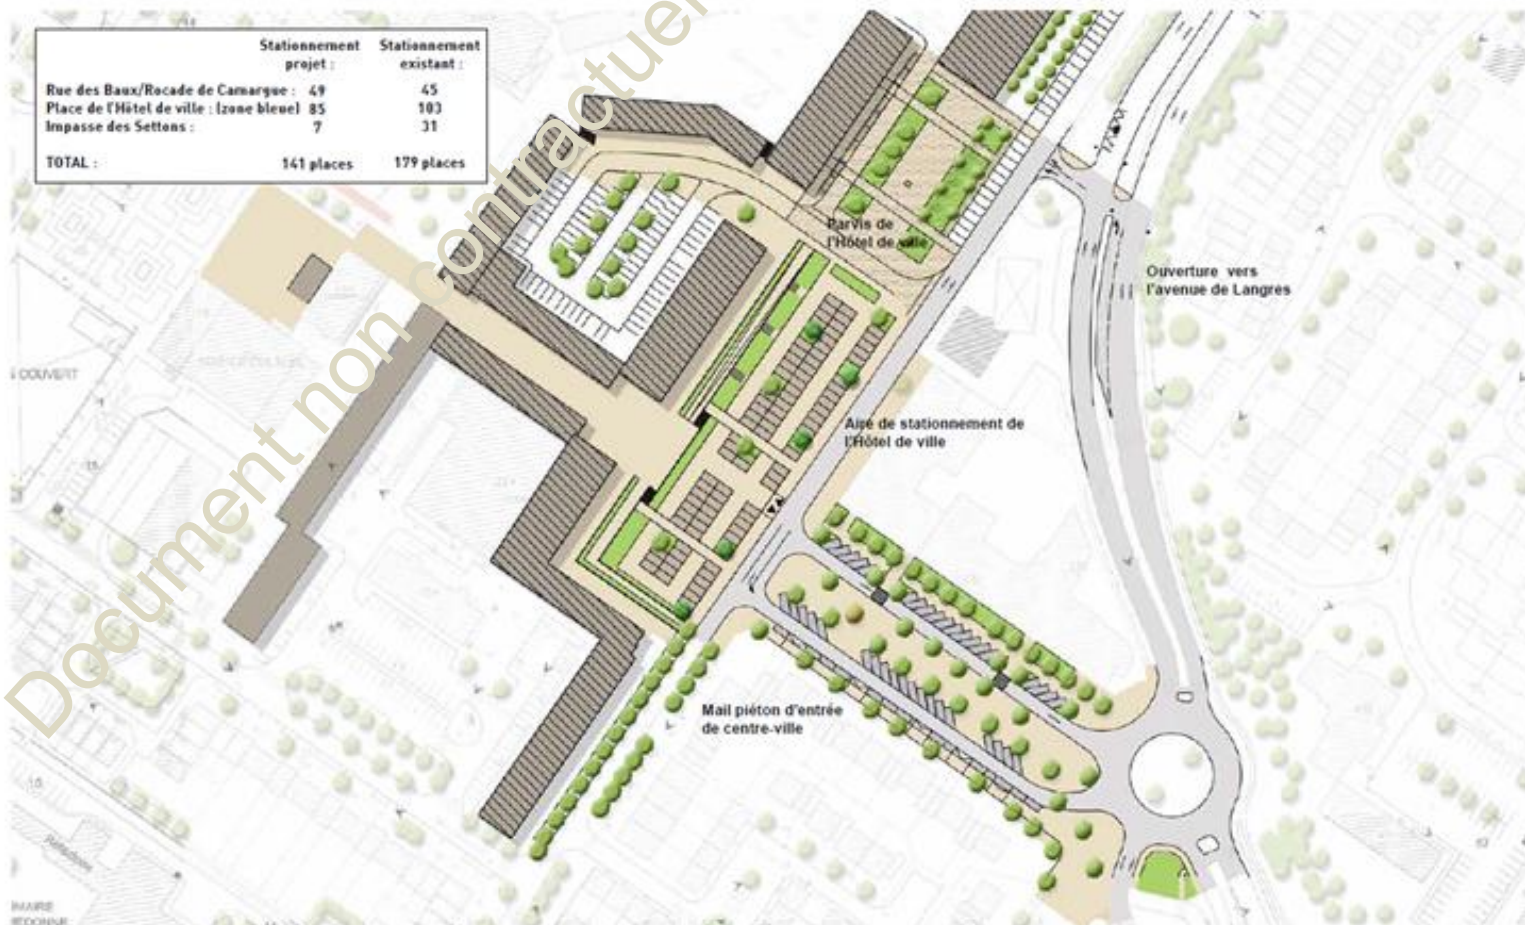 Stationnement projet : Stationnement existant :
Rue des Baux/Rocade de Camargue : 49 45
Place de l'Hôtel de ville : (zone bleue) 85 103
Impasse des Settons : 7 31
TOTAL : 141 places 179 places
Parvis de
l'Hôtel de ville
Ouverture vers
l'avenue de Langres
COUVERT
Aire de stationnement de
l'Hôtel de ville
Mail piéton d'entrée
de centre-ville
Document non contractuel